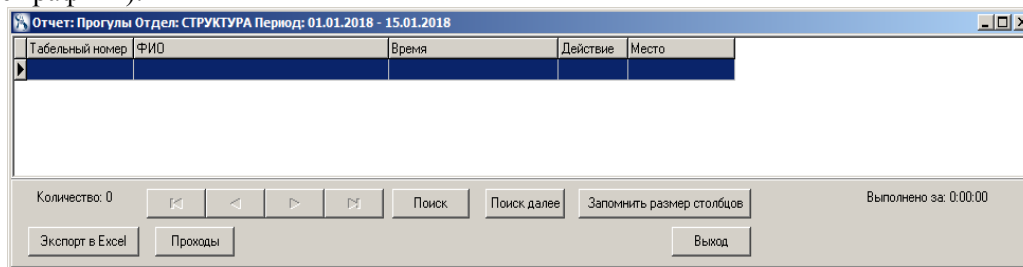 Отчет: Прогулы Отдел: СТРУКТУРА Период: 01.01.2018 - 15.01.2018
Табельный номер ФИО Время Действие Место
Количество: 0 Поиск Поиск далее Запомнить размер столбцов Выполнено за: 0:00:00
Экспорт в Excel Проходы Выход